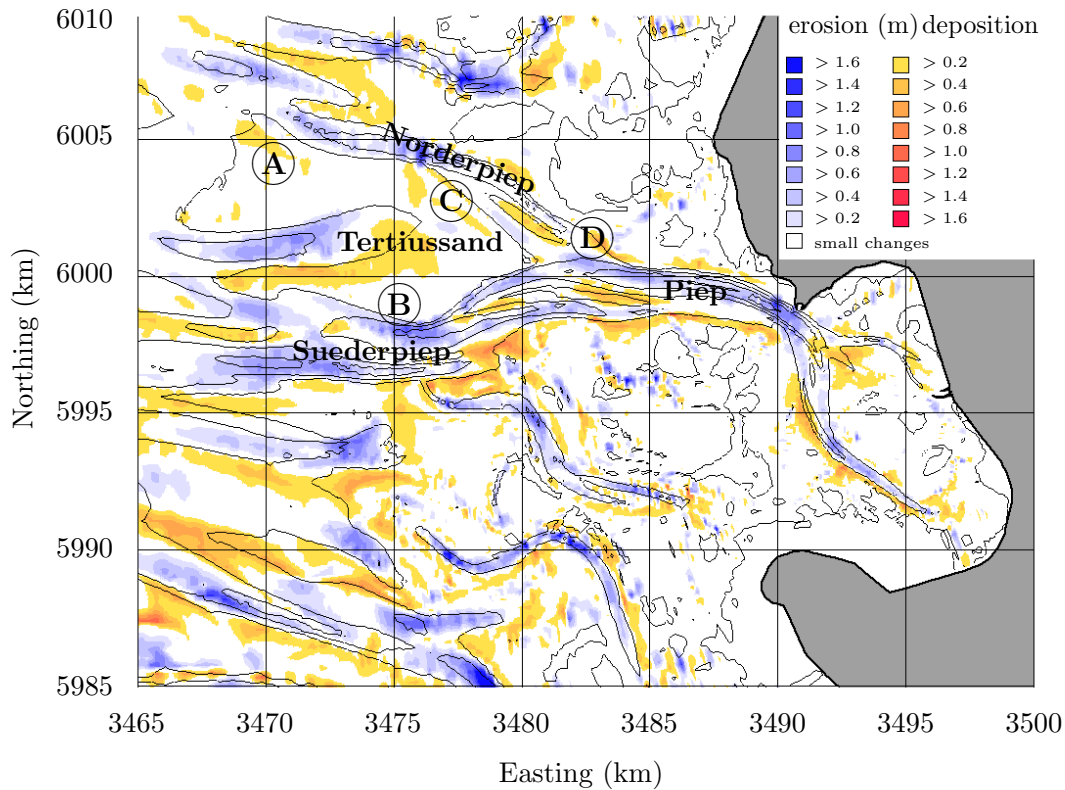 6010
erosion (m) deposition
> 1.6 > 0.2
> 1.4 > 0.4
> 1.2 > 0.6
> 1.0 > 0.8
> 0.8 > 1.0
> 0.6 > 1.2
> 0.4 > 1.4
> 0.2 > 1.6
small changes
6005
Norderpiep
A
C
D
Tertiussand
6000
Piep
B
Suederpiep
Northing (km)
5995
5990
5985
3465 3470 3475 3480 3485 3490 3495 3500
Easting (km)